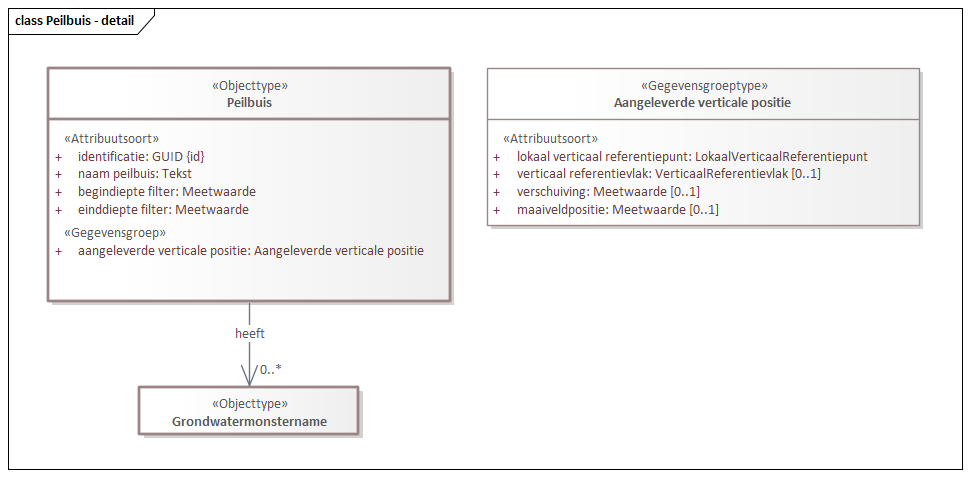 class Peilbuis - detail
«Objecttype»
Peilbuis
«Attribuutsoort»
+ identificatie: GUID {id}
+ naam peilbuis: Tekst
+ begindiepte filter: Meetwaarde
+ einddiepte filter: Meetwaarde
«Gegevensgroep»
+ aangeleverde verticale positie: Aangeleverde verticale positie
«Gegevensgroeptype»
Aangeleverde verticale positie
«Attribuutsoort»
+ lokaal verticaal referentiepunt: LokaalVerticaalReferentiepunt
+ verticaal referentievlak: VerticaalReferentievlak [0..1]
+ verschuiving: Meetwaarde [0..1]
+ maaiveldpositie: Meetwaarde [0..1]
heeft
0..*
«Objecttype»
Grondwatermonstername